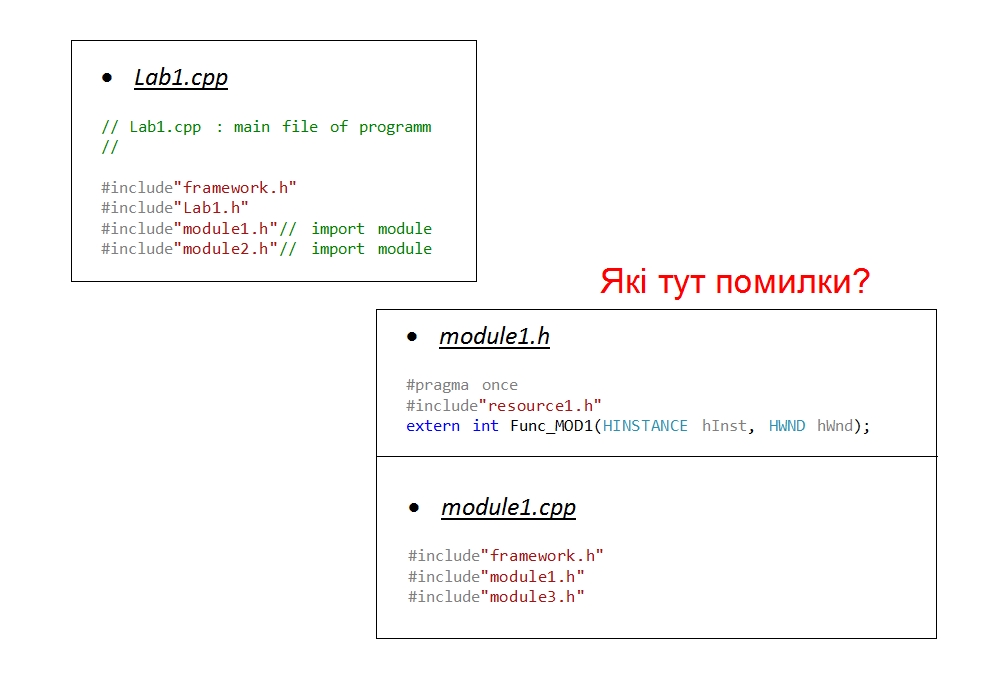 • Lab1.cpp
// Lab1.cpp : main file of programm
//
#include"framework.h"
#include"Lab1.h"
#include"module1.h"// import module
#include"module2.h"// import module
Які тут помилки?
• module1.h
#pragma once
#include"resource1.h"
extern int Func_MOD1(HINSTANCE hInst, HWND hWnd);
• module1.cpp
#include"framework.h"
#include"module1.h"
#include"module3.h"